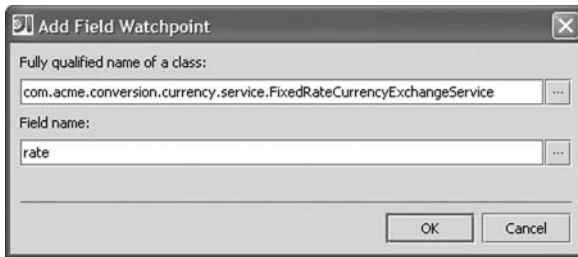 Add Field Watchpoint
Fully qualified name of a class:
com.acme.conversion.currency.service.FixedRateCurrencyExchangeService
...
Field name:
rate
...
OK
Cancel